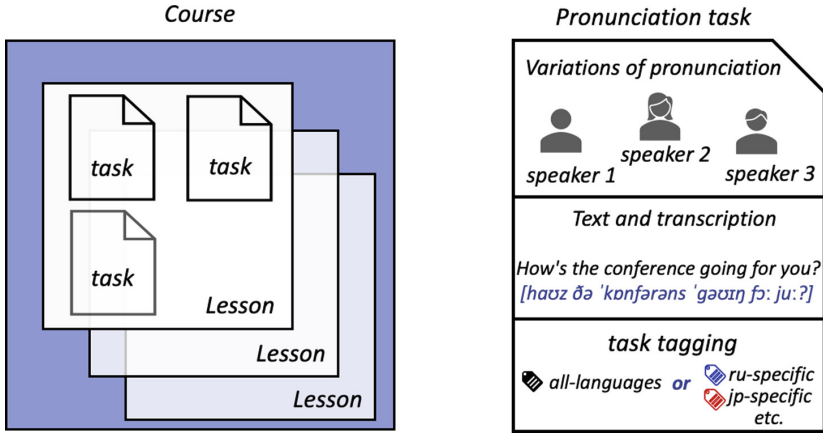 Course
task
task
task
Lesson
Lesson
Lesson
Pronunciation task
Variations of pronunciation
speaker 1
speaker 2
speaker 3
Text and transcription
How's the conference going for you?
[haʊz ðə ˈkɒnfərəns ˈɡəʊɪŋ fɔː juː?]
task tagging
all-languages or ru-specific
jp-specific
etc.